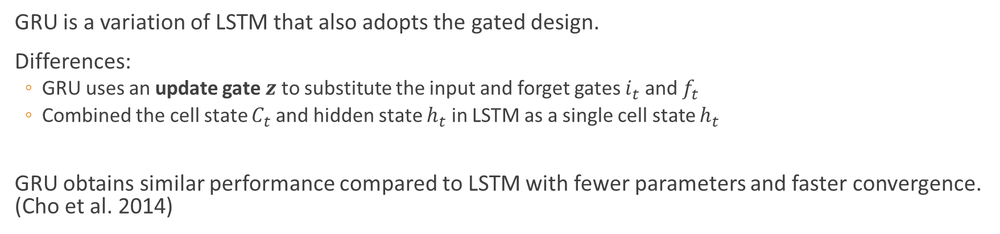 GRU is a variation of LSTM that also adopts the gated design.
Differences:
◦ GRU uses an update gate z to substitute the input and forget gates i_t and f_t
◦ Combined the cell state C_t and hidden state h_t in LSTM as a single cell state h_t
GRU obtains similar performance compared to LSTM with fewer parameters and faster convergence.
(Cho et al. 2014)